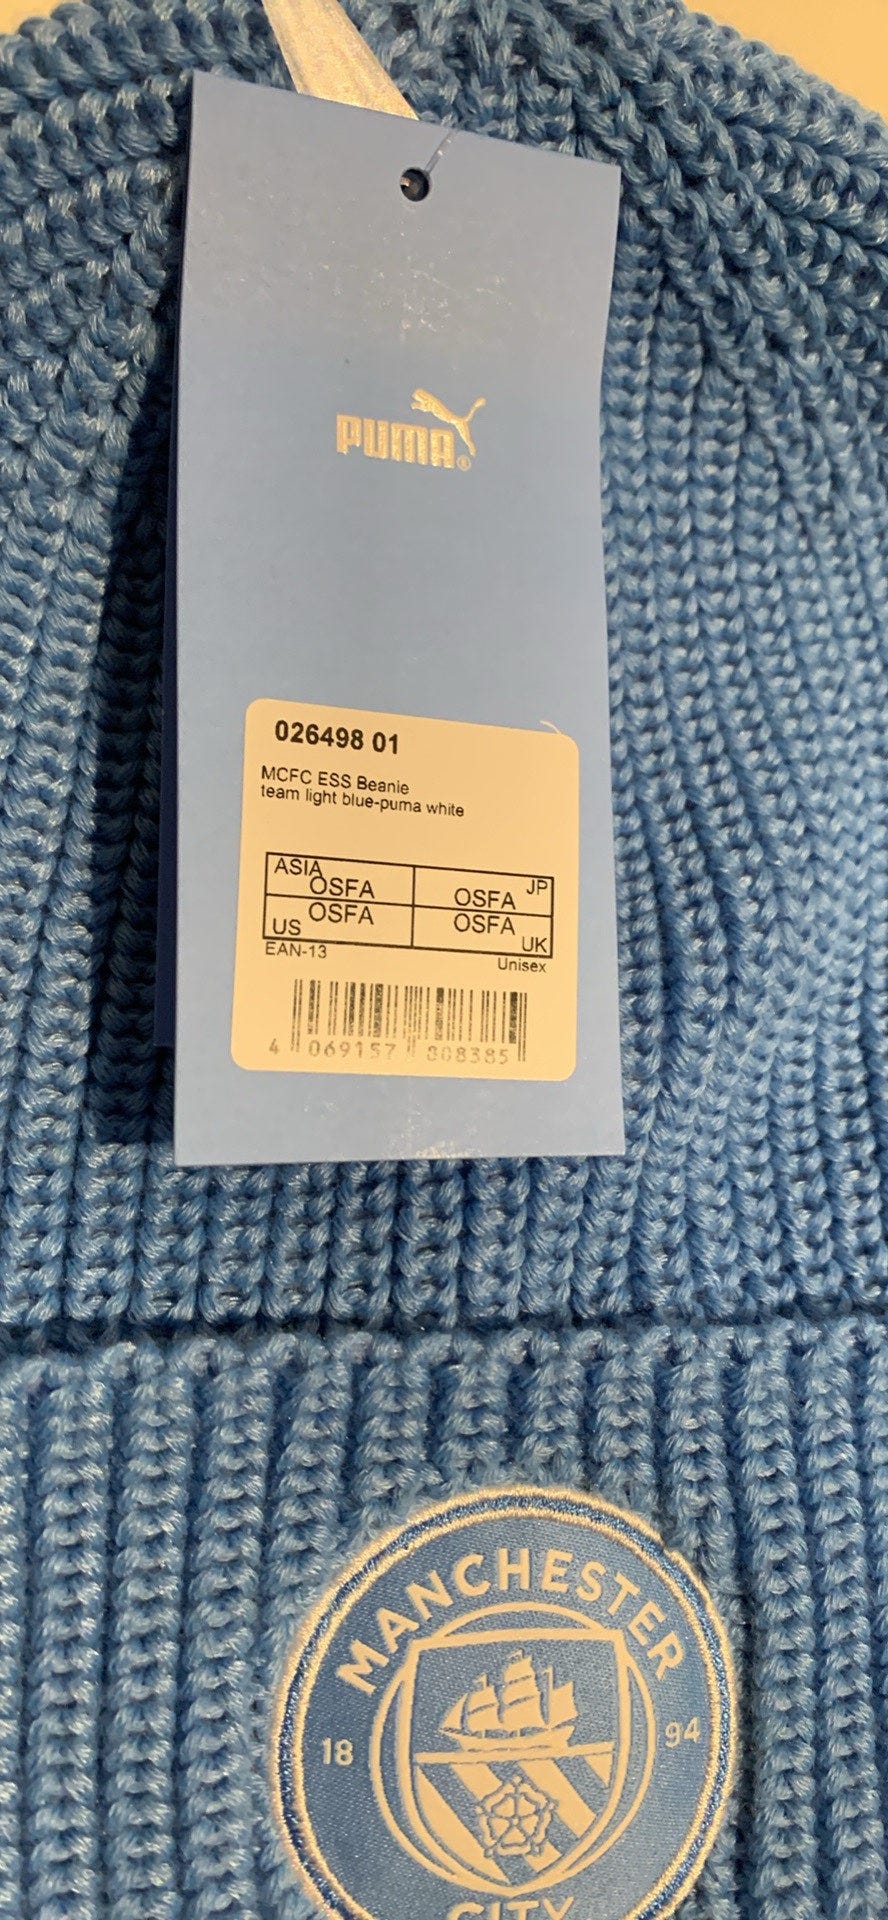 PUMA®
026498 01
MCFC ESS Beanie
team light blue-puma white
ASIA OSFA OSFA JP
US OSFA OSFA UK
EAN-13 Unisex
4 069157 808385
MANCHESTER
18 94
CITY